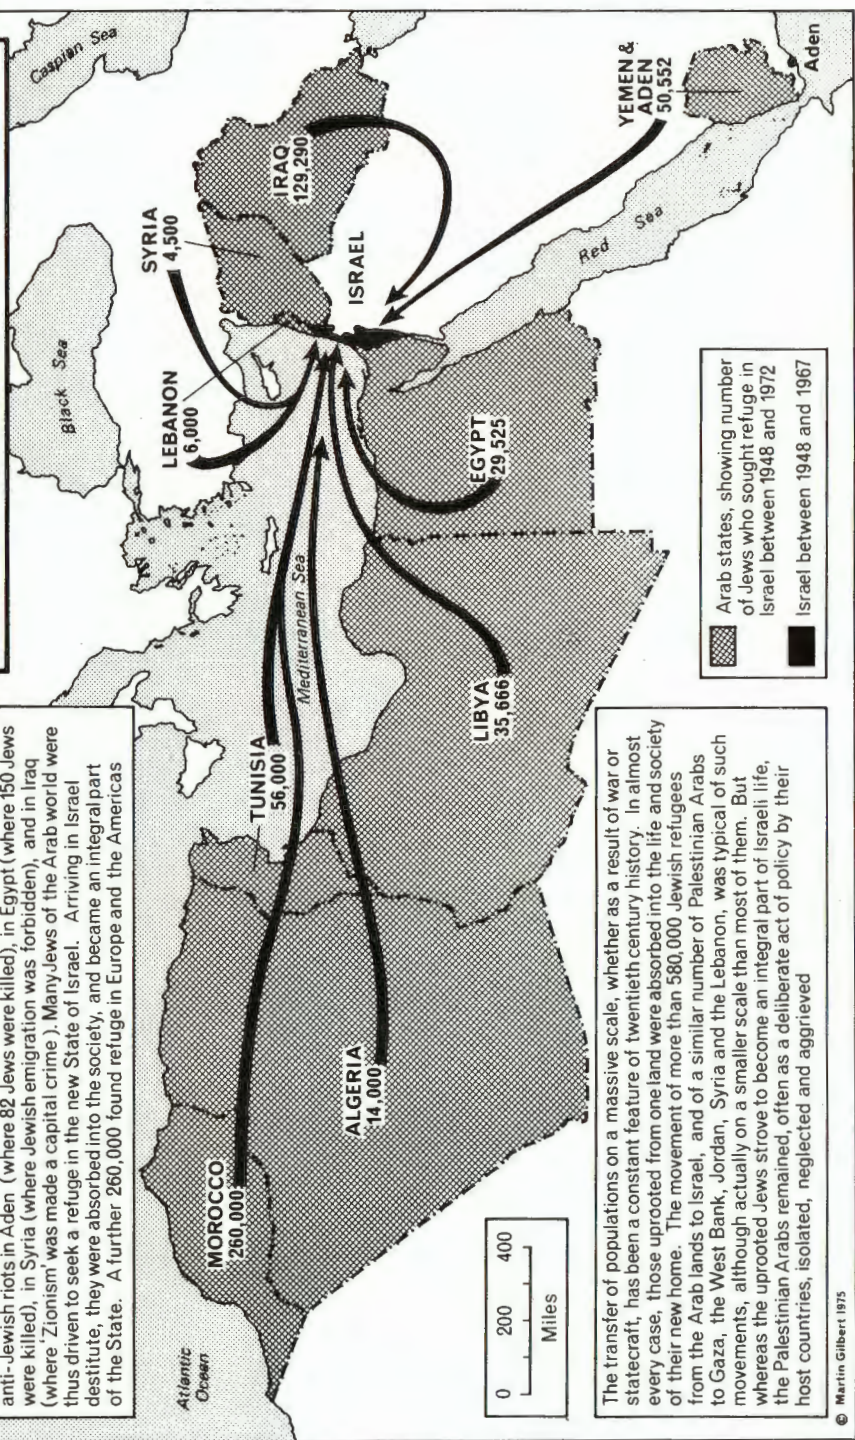 anti-Jewish riots in Aden (where 82 Jews were killed), in Egypt (where 150 Jews
were killed), in Syria (where Jewish emigration was forbidden), and in Iraq
(where 'Zionism' was made a capital crime). Many Jews of the Arab world were
thus driven to seek a refuge in the new State of Israel. Arriving in Israel
destitute, they were absorbed into the society, and became an integral part
of the State. A further 260,000 found refuge in Europe and the Americas
Caspian Sea
Black Sea
SYRIA
4,500
LEBANON
6,000
IRAQ
129,290
ISRAEL
YEMEN &
ADEN
50,552
Aden
Red Sea
Mediterranean Sea
EGYPT
29,525
LIBYA
35,666
TUNISIA
56,000
ALGERIA
14,000
MOROCCO
260,000
Atlantic
Ocean
0 200 400
Miles
Arab states, showing number
of Jews who sought refuge in
Israel between 1948 and 1972
Israel between 1948 and 1967
The transfer of populations on a massive scale, whether as a result of war or
statecraft, has been a constant feature of twentieth century history. In almost
every case, those uprooted from one land were absorbed into the life and society
of their new home. The movement of more than 580,000 Jewish refugees
from the Arab lands to Israel, and of a similar number of Palestinian Arabs
to Gaza, the West Bank, Jordan, Syria and the Lebanon, was typical of such
movements, although actually on a smaller scale than most of them. But
whereas the uprooted Jews strove to become an integral part of Israeli life,
the Palestinian Arabs remained, often as a deliberate act of policy by their
host countries, isolated, neglected and aggrieved
© Martin Gilbert 1975